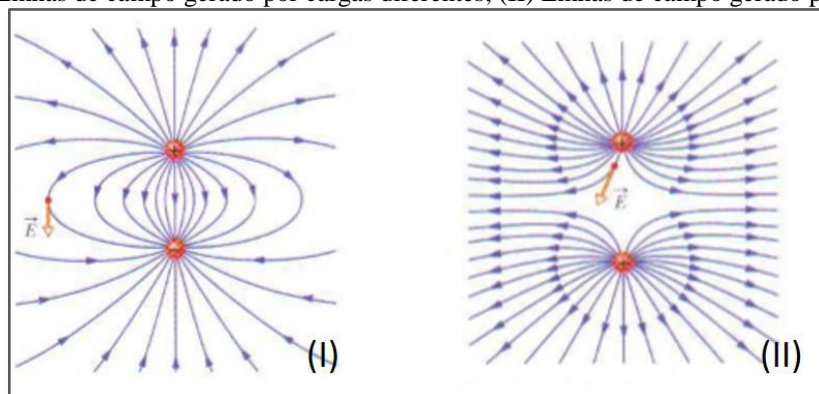 Linhas de campo gerado por cargas diferentes; (II) Linhas de campo gerado p
E
E
(I)
(II)